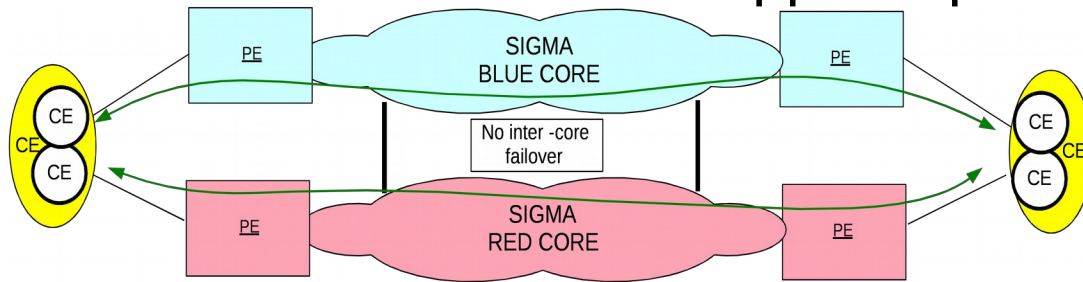 PE
SIGMA
BLUE CORE
PE
CE
CE
CE
No inter -core
failover
CE
CE
CE
PE
SIGMA
RED CORE
PE